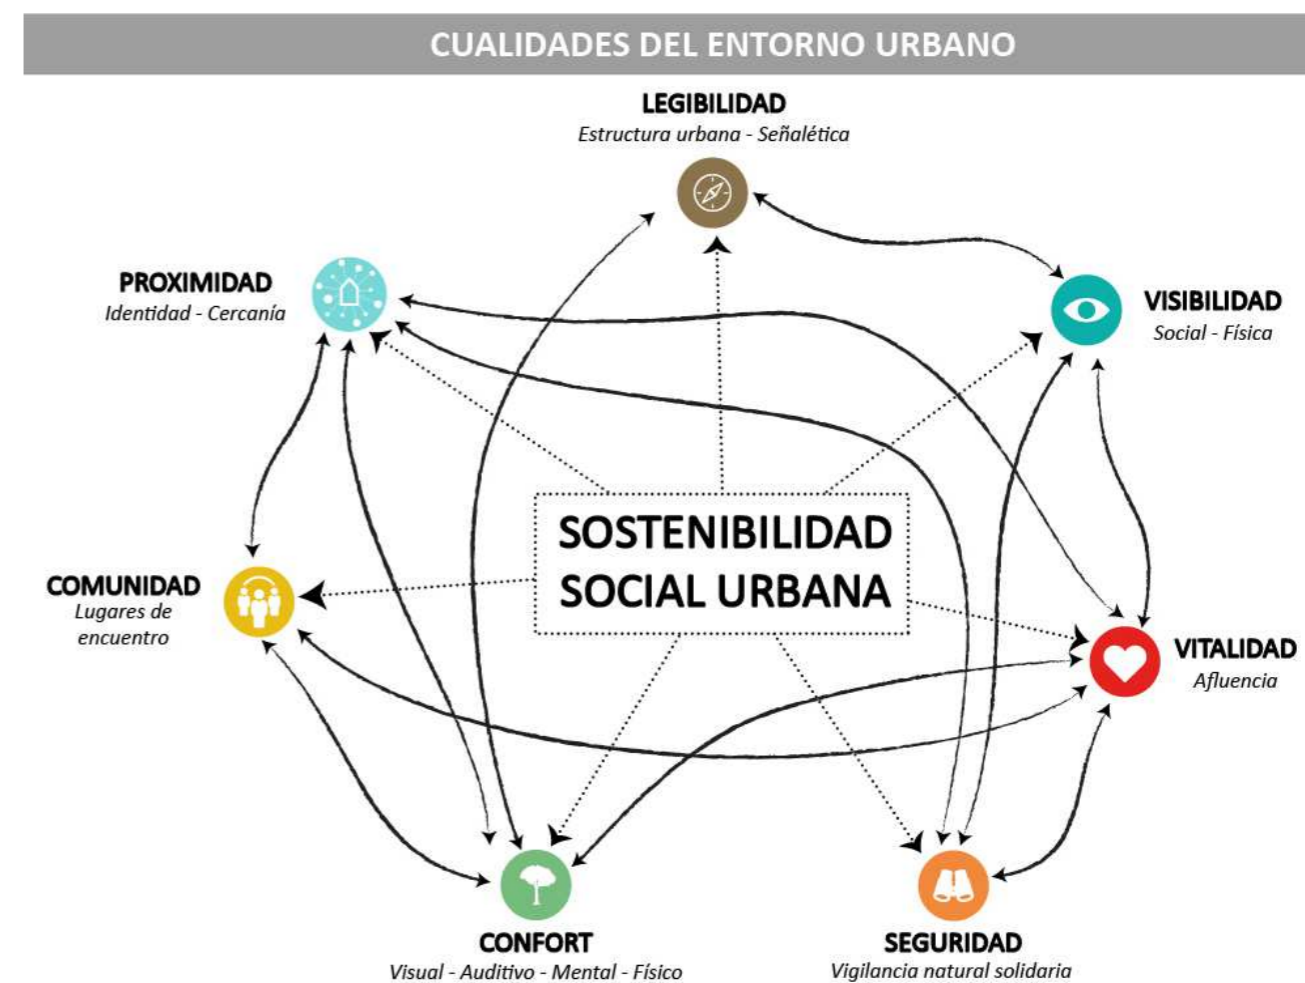 CUALIDADES DEL ENTORNO URBANO
LEGIBILIDAD
Estructura urbana - Señalética
PROXIMIDAD
Identidad - Cercanía
VISIBILIDAD
Social - Física
SOSTENIBILIDAD
SOCIAL URBANA
COMUNIDAD
Lugares de
encuentro
VITALIDAD
Afluencia
CONFORT
Visual - Auditivo - Mental - Físico
SEGURIDAD
Vigilancia natural solidaria